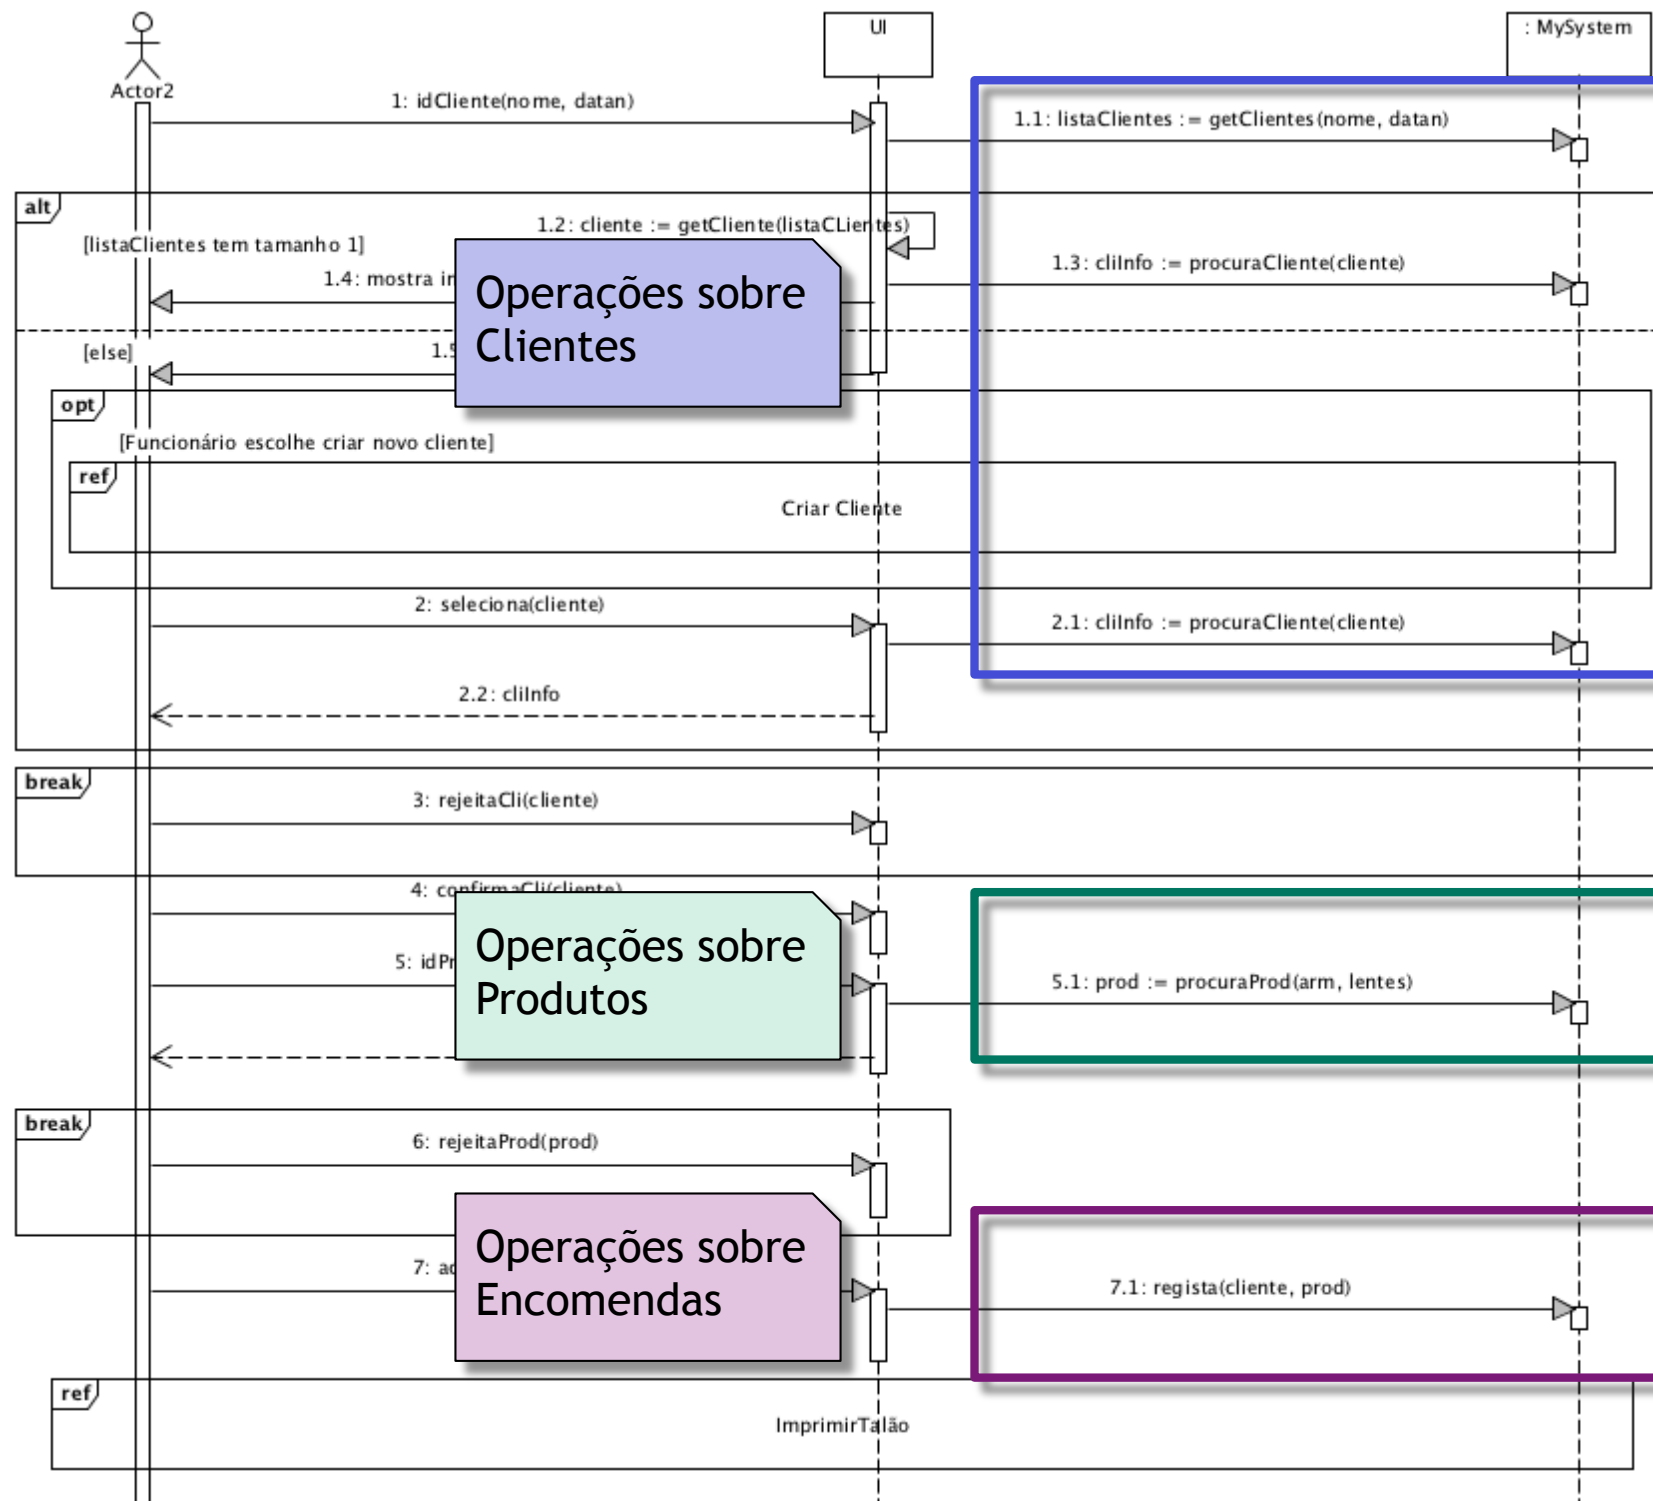 UI
: MySystem
Actor2
1: idCliente(nome, datan)
1.1: listaClientes := getClientes(nome, datan)
alt
1.2: cliente := getCliente(listaCLientes)
[listaClientes tem tamanho 1]
1.3: cliInfo := procuraCliente(cliente)
1.4: mostra
Operações sobre
Clientes
[else]
opt
[Funcionário escolhe criar novo cliente]
ref
Criar Cliente
2: seleciona(cliente)
2.1: cliInfo := procuraCliente(cliente)
2.2: cliInfo
break
3: rejeitaCli(cliente)
4: confirmaCli(cliente)
Operações sobre
Produtos
5:
5.1: prod := procuraProd(arm, lentes)
break
6: rejeitaProd(prod)
Operações sobre
Encomendas
7:
7.1: regista(cliente, prod)
ref
ImprimirTalão